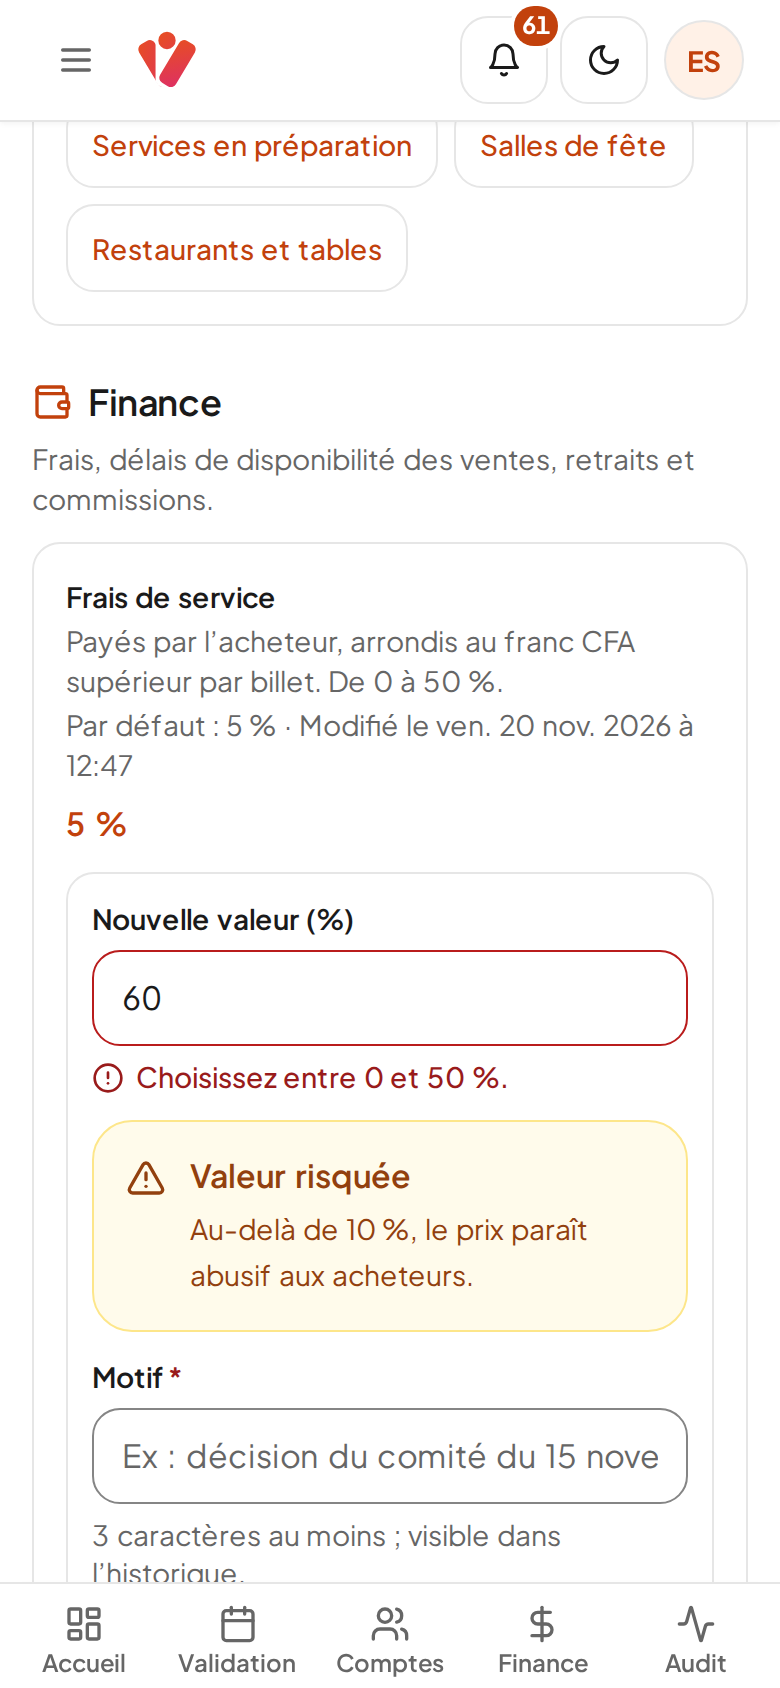 61
ES
Services en préparation
Salles de fête
Restaurants et tables
Finance
Frais, délais de disponibilité des ventes, retraits et
commissions.
Frais de service
Payés par l’acheteur, arrondis au franc CFA
supérieur par billet. De 0 à 50 %.
Par défaut : 5 % · Modifié le ven. 20 nov. 2026 à
12:47
5 %
Nouvelle valeur (%)
60
Choisissez entre 0 et 50 %.
Valeur risquée
Au-delà de 10 %, le prix paraît
abusif aux acheteurs.
Motif *
Ex : décision du comité du 15 nove
3 caractères au moins ; visible dans
l’historique.
Accueil
Validation
Comptes
Finance
Audit